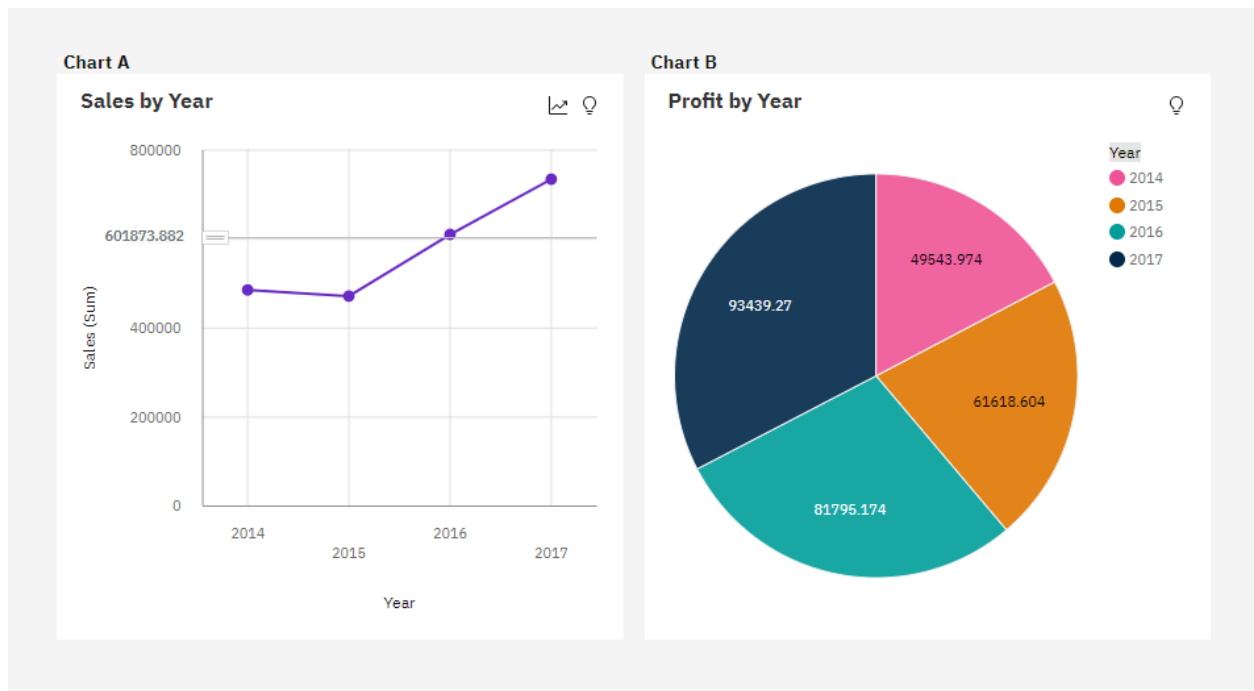 Chart A
Sales by Year
800000
601873.882
400000
200000
0
Sales (Sum)
2014
2015
2016
2017
Year
Chart B
Profit by Year
Year
2014
2015
2016
2017
49543.974
61618.604
81795.174
93439.27